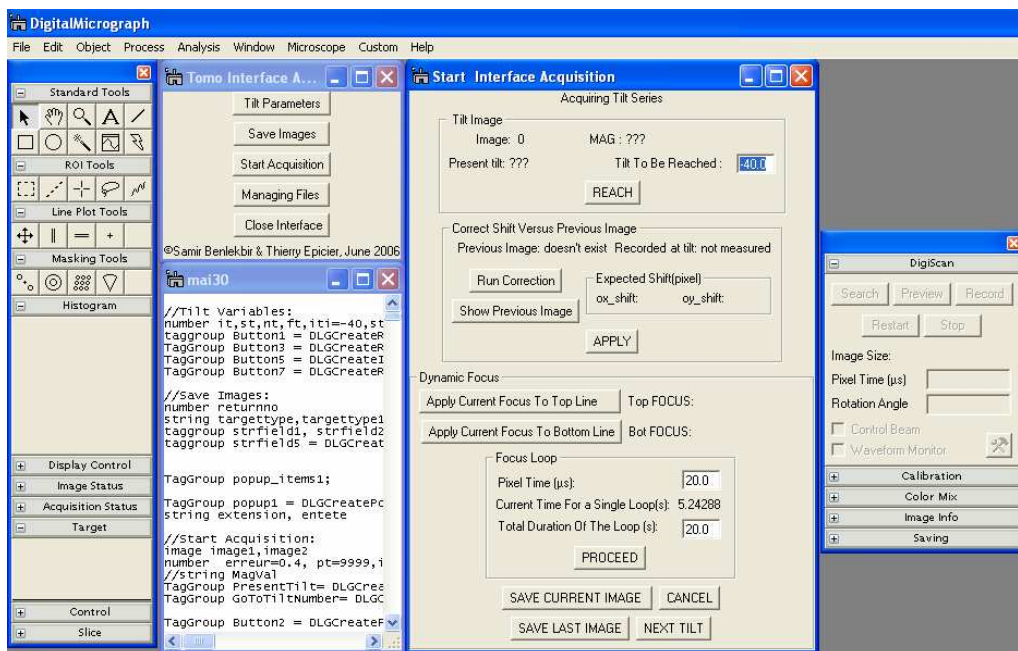 DigitalMicrograph
File Edit Object Process Analysis Window Microscope Custom Help
Standard Tools
A
ROI Tools
Line Plot Tools
Masking Tools
Histogram
Display Control
Image Status
Acquisition Status
Target
Control
Slice
Tomo Interface A...
Tilt Parameters
Save Images
Start Acquisition
Managing Files
Close Interface
©Samir Benlekbir & Thierry Epicier, June 2006
mai30
//Tilt Variables:
number it,st,nt,ft,iti=-40,st
taggroup Button1 = DLGCreateR
TagGroup Button3 = DLGCreateR
TagGroup Button5 = DLGCreateI
TagGroup Button7 = DLGCreateR
//Save Images:
number returnno
string targettype,targettype1
taggroup strfield1, strfield2
taggroup strfield5 = DLGCreat
TagGroup popup_items1;
TagGroup popup1 = DLGCreatePo
string extension, entete
//Start Acquisition:
image image1,image2
number erreur=0.4, pt=9999,i
//string MagVal
TagGroup PresentTilt= DLGCrea
TagGroup GoToTiltNumber= DLGC
TagGroup Button2 = DLGCreateP
Start Interface Acquisition
Acquiring Tilt Series
Tilt Image
Image: 0 MAG : ???
Present tilt: ??? Tilt To Be Reached : -40.0
REACH
Correct Shift Versus Previous Image
Previous Image: doesn't exist Recorded at tilt: not measured
Run Correction
Expected Shift(pixel)
ox_shift: oy_shift:
Show Previous Image
APPLY
Dynamic Focus
Apply Current Focus To Top Line Top FOCUS:
Apply Current Focus To Bottom Line Bot FOCUS:
Focus Loop
Pixel Time (µs): 20.0
Current Time For a Single Loop(s): 5.24288
Total Duration Of The Loop (s): 20.0
PROCEED
SAVE CURRENT IMAGE CANCEL
SAVE LAST IMAGE NEXT TILT
DigiScan
Search Preview Record
Restart Stop
Image Size:
Pixel Time (µs)
Rotation Angle
Control Beam
Waveform Monitor
Calibration
Color Mix
Image Info
Saving